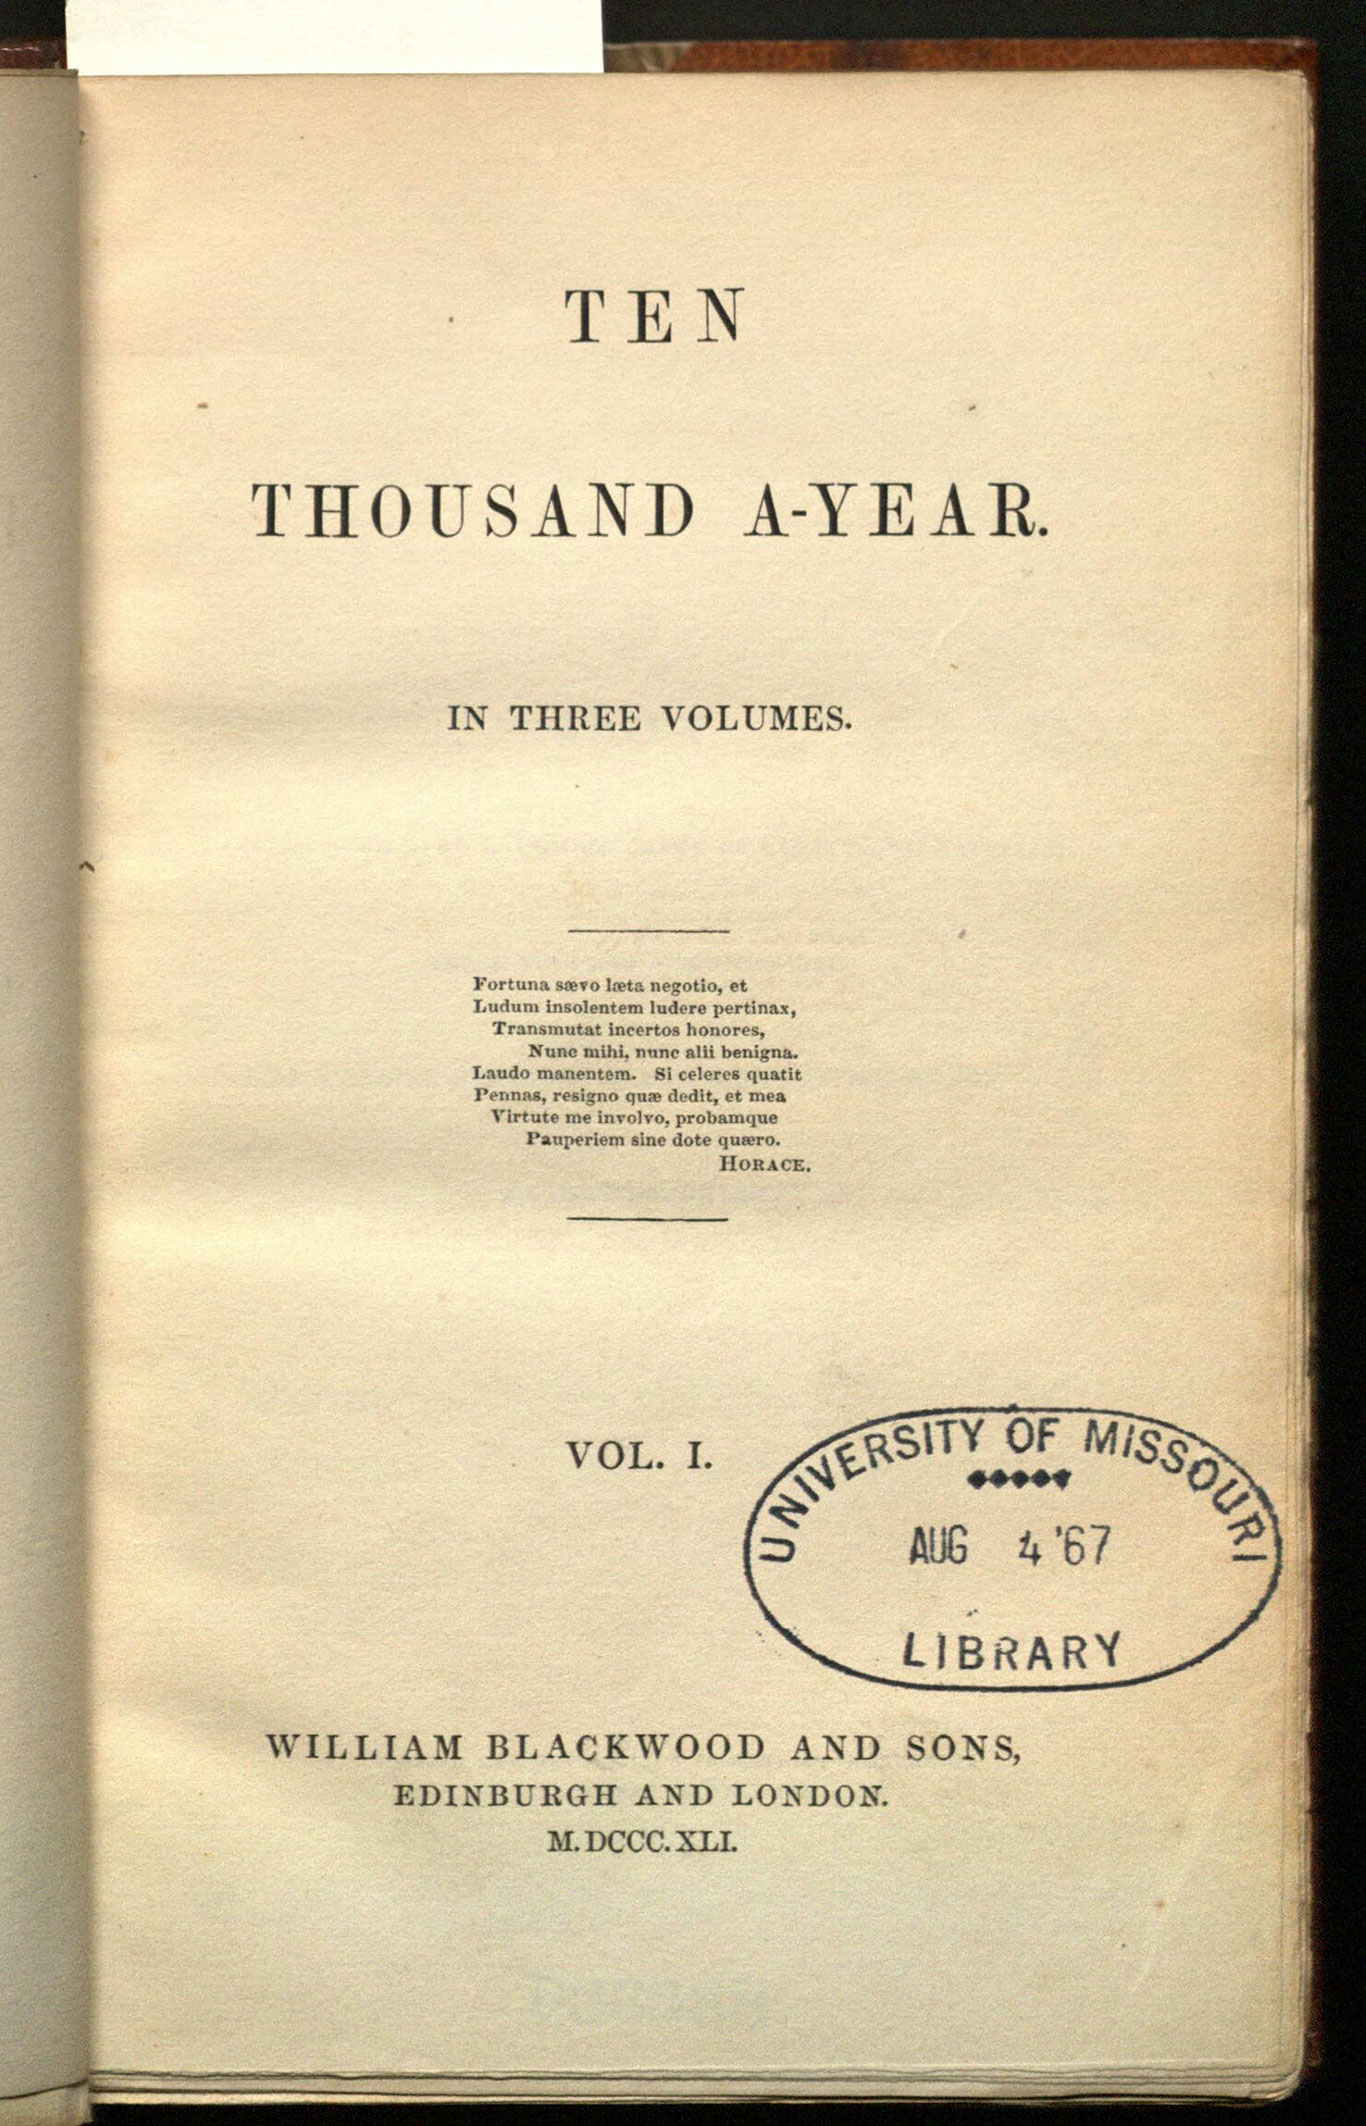 TEN
THOUSAND A-YEAR.
IN THREE VOLUMES.
Fortuna sævo læta negotio, et
Ludum insolentem ludere pertinax,
Transmutat incertos honores,
Nunc mihi, nunc alii benigna.
Laudo manentem. Si celeres quatit
Pennas, resigno quæ dedit, et mea
Virtute me involvo, probamque
Pauperiem sine dote quæro.
HORACE.
VOL. I.
UNIVERSITY OF MISSOURI
AUG 4 '67
LIBRARY
WILLIAM BLACKWOOD AND SONS,
EDINBURGH AND LONDON.
M.DCCC.XLI.